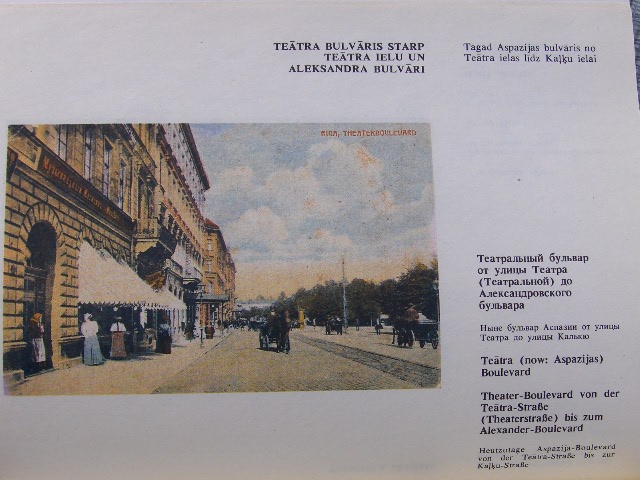 TEĀTRA BULVĀRIS STARP
TEĀTRA IELU UN
ALEKSANDRA BULVĀRI
Tagad Aspazijas bulvāris no
Teātra ielas līdz Kaļķu ielai
RIGA, THEATERBOULEVARD
Театральный бульвар
от улицы Театра
(Театральной) до
Александровского
бульвара
Ныне бульвар Аспазии от улицы
Театра до улицы Калькю
Teātra (now: Aspazijas)
Boulevard
Theater-Boulevard von der
Teātra-Straße
(Theaterstraße) bis zum
Alexander-Boulevard
Heutzutage Aspazija-Boulevard
von der Teātra-Straße bis zur
Kaļķu-Straße